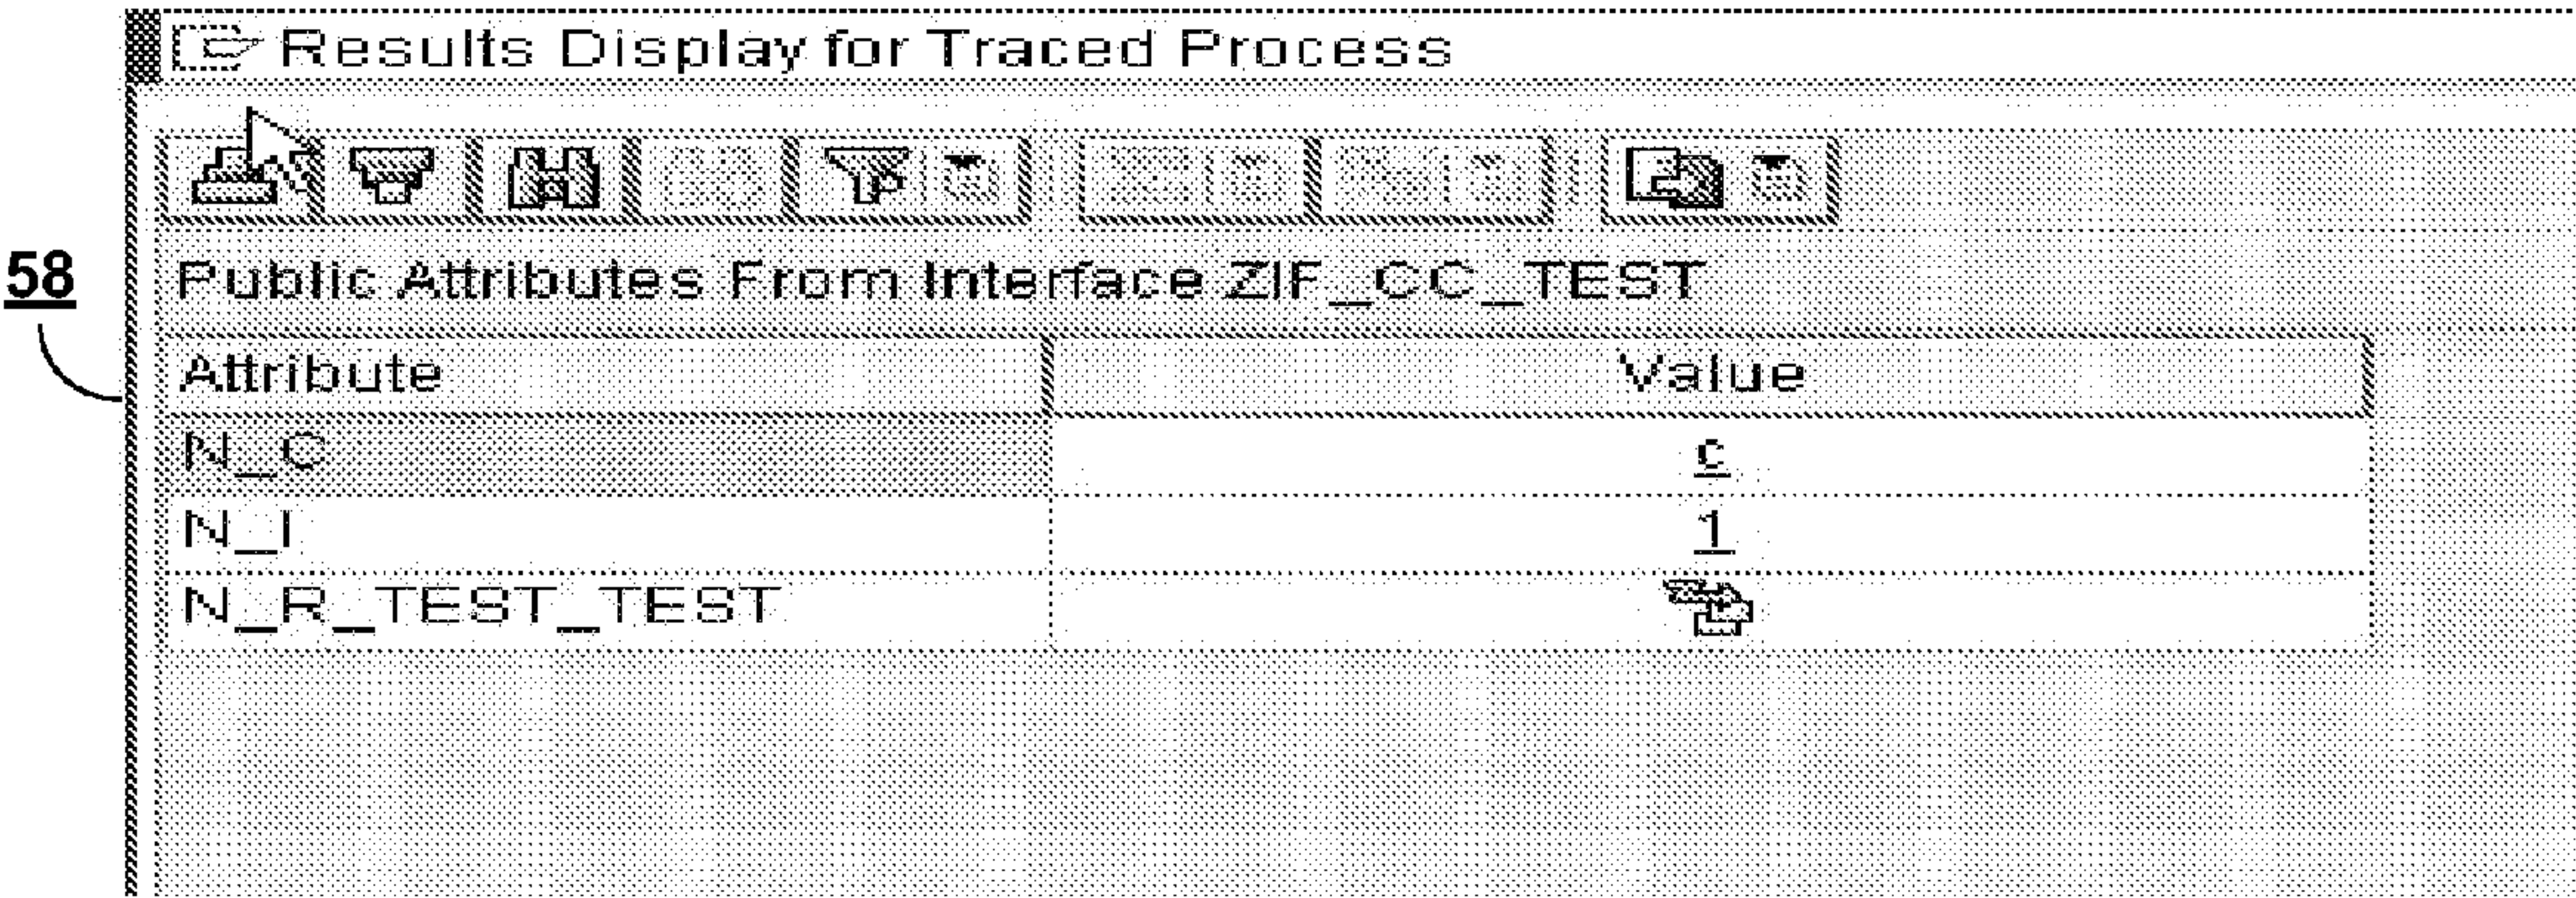 Results Display for Traced Process
58
Public Attributes From Interface ZIF_CC_TEST
Attribute Value
N_C c
N_I 1
N_R_TEST_TEST